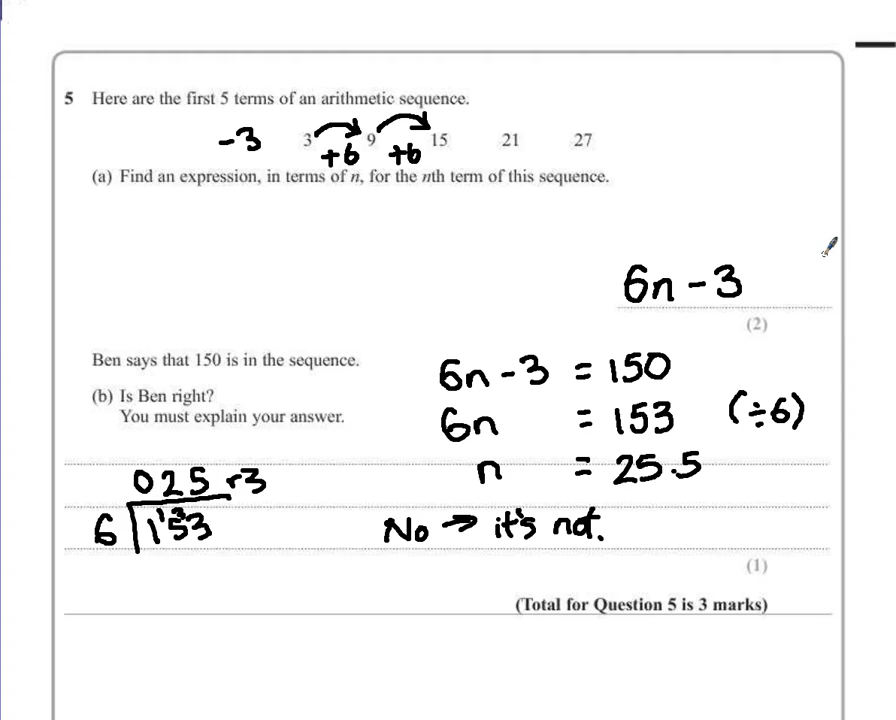 5 Here are the first 5 terms of an arithmetic sequence.
-3 3 9 15 21 27
+6 +6
(a) Find an expression, in terms of n, for the nth term of this sequence.
6n - 3
(2)
Ben says that 150 is in the sequence.
6n - 3 = 150
(b) Is Ben right?
You must explain your answer.
6n = 153 (÷6)
n = 25.5
025 r3
6 1 15 33
No → it's not.
(1)
(Total for Question 5 is 3 marks)